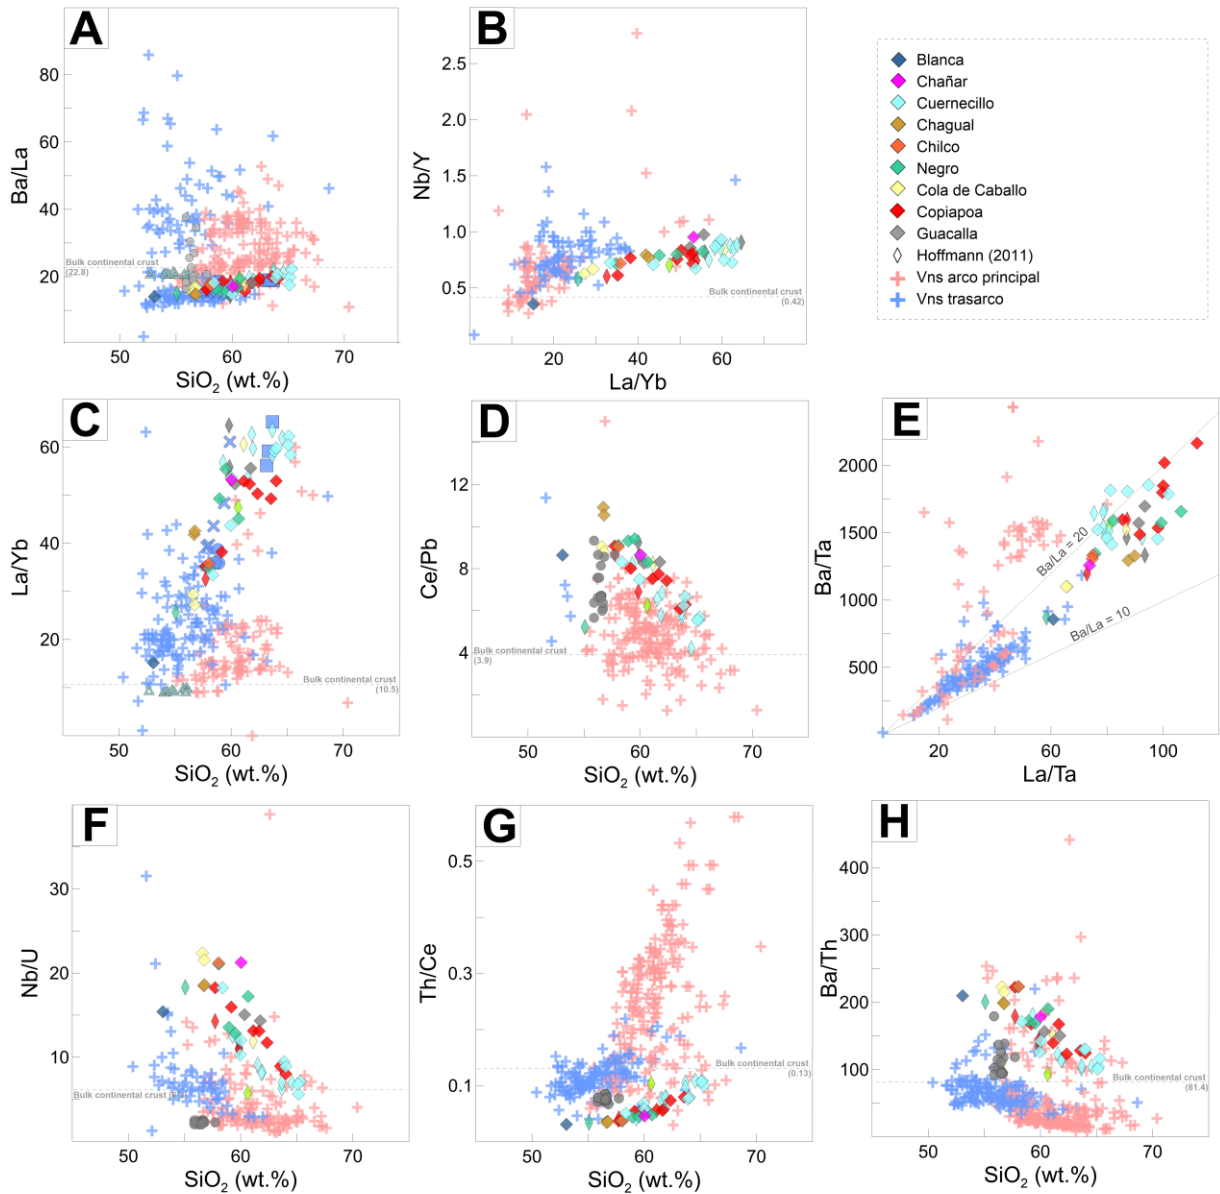 A
Ba/La
80
60
40
20
Bulk continental crust
(22.8)
50
60
70
SiO2 (wt.%)
B
Nb/Y
2.5
2.0
1.5
1.0
0.5
Bulk continental crust
(0.42)
20
40
60
La/Yb
Blanca
Chañar
Cuernecillo
Chagual
Chilco
Negro
Cola de Caballo
Copiapoa
Guacalla
Hoffmann (2011)
Vns arco principal
Vns trasarco
C
La/Yb
60
40
20
Bulk continental crust
(10.5)
50
60
70
SiO2 (wt.%)
D
Ce/Pb
12
8
4
Bulk continental crust
(3.9)
50
60
70
SiO2 (wt.%)
E
Ba/Ta
2000
1500
1000
500
Ba/La = 20
Ba/La = 10
20
60
100
La/Ta
F
Nb/U
30
20
10
Bulk continental crust
50
60
70
SiO2 (wt.%)
G
Th/Ce
0.5
0.3
0.1
Bulk continental crust
(0.13)
50
60
70
SiO2 (wt.%)
H
Ba/Th
400
300
200
100
Bulk continental crust
(81.4)
50
60
70
SiO2 (wt.%)